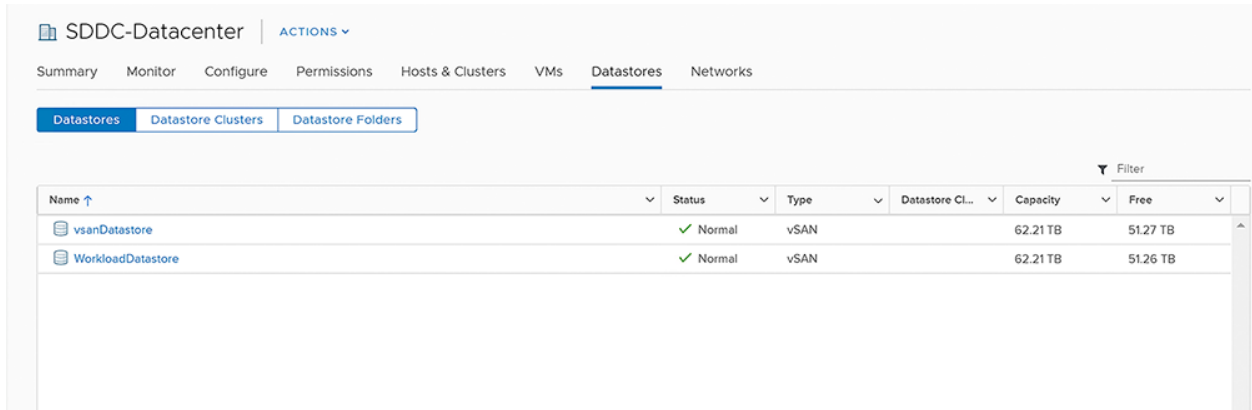 SDDC-Datacenter ACTIONS
Summary Monitor Configure Permissions Hosts & Clusters VMs Datastores Networks
Datastores Datastore Clusters Datastore Folders
Filter
Name ↑ Status Type Datastore Cl... Capacity Free
vsanDatastore Normal vSAN 62.21 TB 51.27 TB
WorkloadDatastore Normal vSAN 62.21 TB 51.26 TB